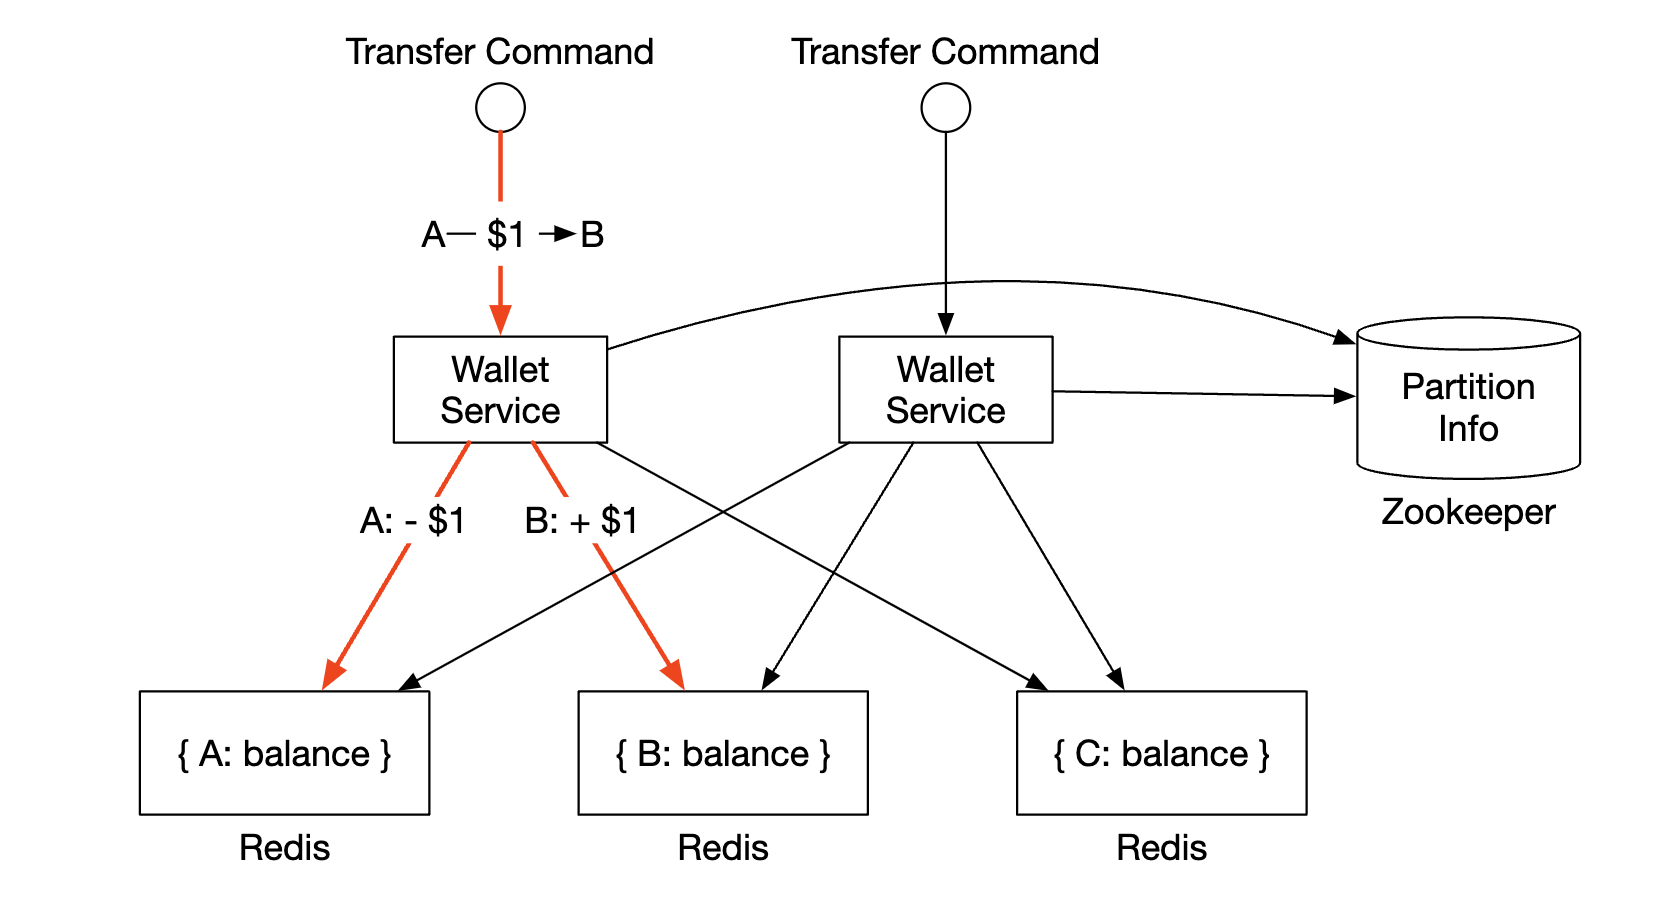 Transfer Command
Transfer Command
A — $1 → B
Wallet
Service
Wallet
Service
Partition
Info
Zookeeper
A: - $1
B: + $1
{ A: balance }
{ B: balance }
{ C: balance }
Redis
Redis
Redis